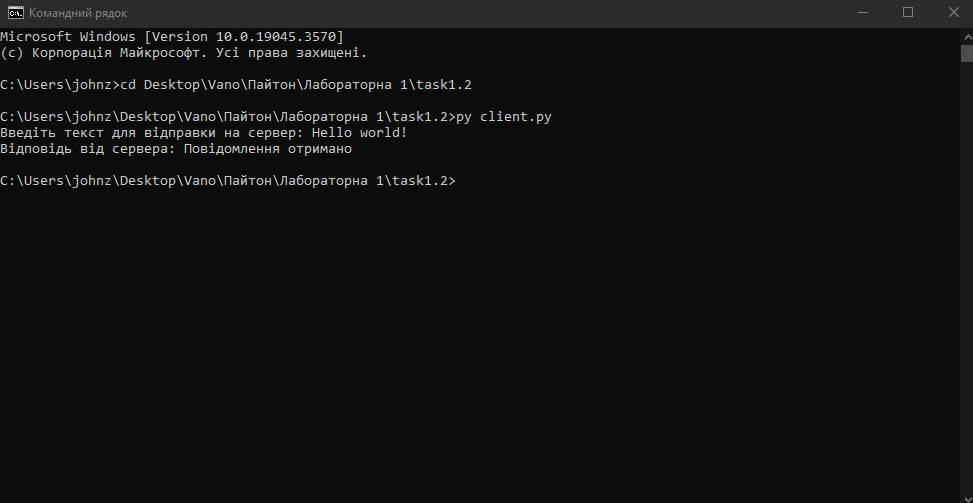 Командний рядок
Microsoft Windows [Version 10.0.19045.3570]
(c) Корпорація Майкрософт. Усі права захищені.
C:\Users\johnz>cd Desktop\Vano\Пайтон\Лабораторна 1\task1.2
C:\Users\johnz\Desktop\Vano\Пайтон\Лабораторна 1\task1.2>py client.py
Введіть текст для відправки на сервер: Hello world!
Відповідь від сервера: Повідомлення отримано
C:\Users\johnz\Desktop\Vano\Пайтон\Лабораторна 1\task1.2>